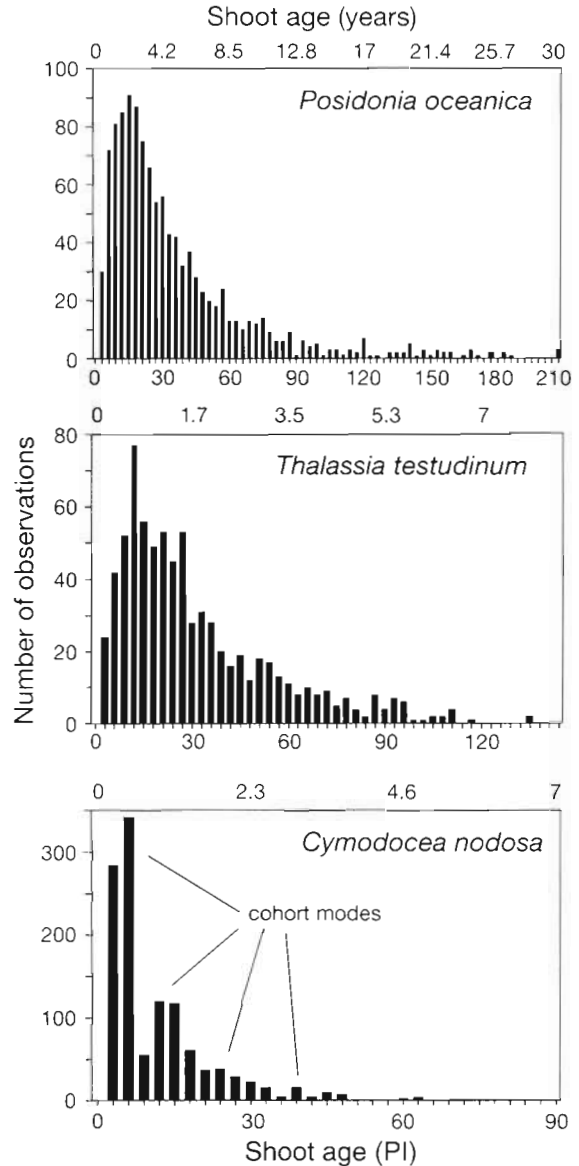 Shoot age (years)
0 4.2 8.5 12.8 17 21.4 25.7 30
100
80
60
40
20
0
Posidonia oceanica
0 30 60 90 120 150 180 210
0 1.7 3.5 5.3 7
80
60
40
20
0
Thalassia testudinum
Number of observations
0 30 60 90 120
0 2.3 4.6 7
300
200
100
0
Cymodocea nodosa
cohort modes
0 30 60 90
Shoot age (PI)